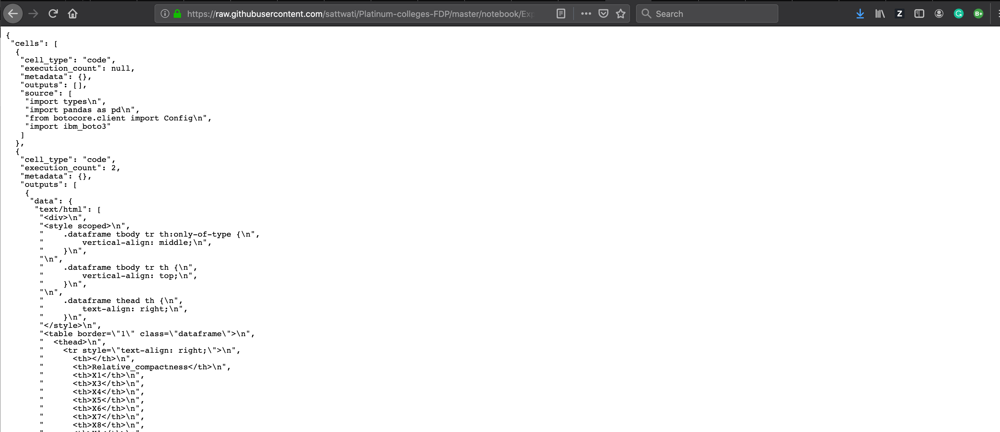 https://raw.githubusercontent.com/sattwati/Platinum-colleges-FDP/master/notebook/Exp
Search
Z
G
B+
{
"cells": [
{
"cell_type": "code",
"execution_count": null,
"metadata": {},
"outputs": [],
"source": [
"import types\n",
"import pandas as pd\n",
"from botocore.client import Config\n",
"import ibm_boto3"
]
},
{
"cell_type": "code",
"execution_count": 2,
"metadata": {},
"outputs": [
{
"data": {
"text/html": [
"<div>\n",
"<style scoped>\n",
"    .dataframe tbody tr th:only-of-type {\n",
"        vertical-align: middle;\n",
"    }\n",
"\n",
"    .dataframe tbody tr th {\n",
"        vertical-align: top;\n",
"    }\n",
"\n",
"    .dataframe thead th {\n",
"        text-align: right;\n",
"    }\n",
"</style>\n",
"<table border=\"1\" class=\"dataframe\">\n",
"  <thead>\n",
"    <tr style=\"text-align: right;\">\n",
"      <th></th>\n",
"      <th>Relative_compactness</th>\n",
"      <th>X1</th>\n",
"      <th>X3</th>\n",
"      <th>X4</th>\n",
"      <th>X5</th>\n",
"      <th>X6</th>\n",
"      <th>X7</th>\n",
"      <th>X8</th>\n",